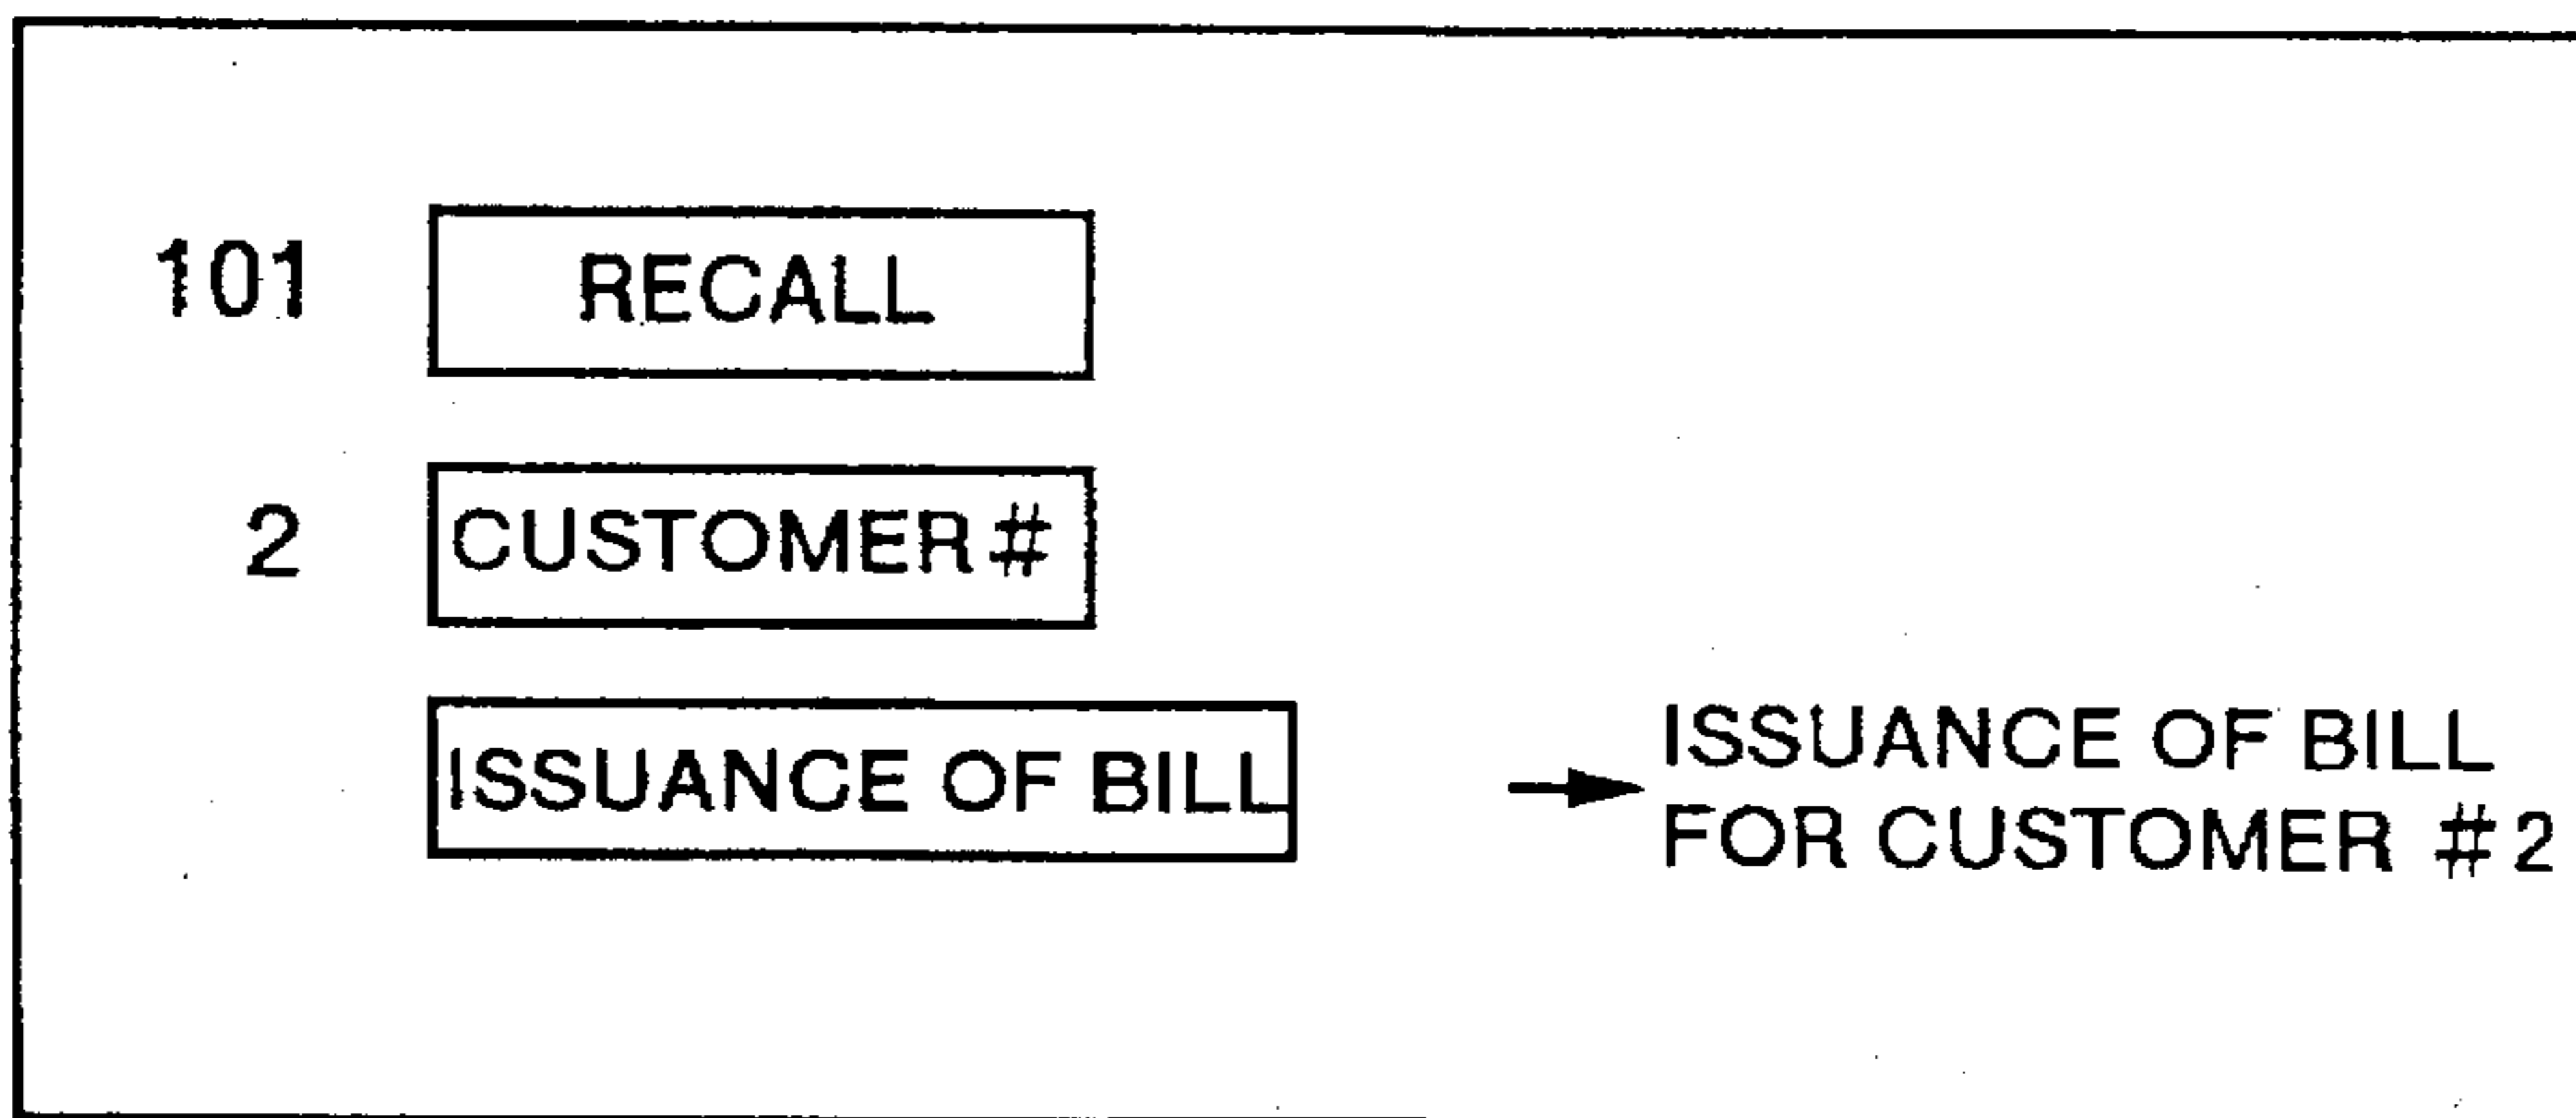 101 RECALL
2 CUSTOMER #
ISSUANCE OF BILL
ISSUANCE OF BILL
FOR CUSTOMER #2